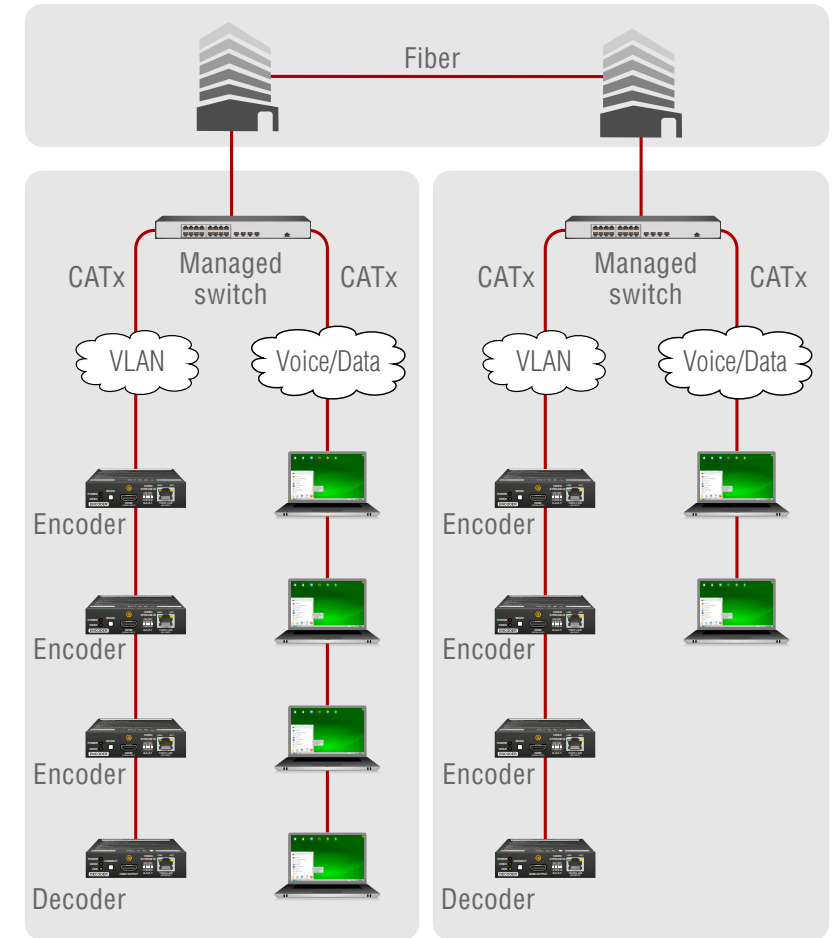 Fiber
CATx
Managed
switch
CATx
VLAN
Voice/Data
Encoder
Encoder
Encoder
Decoder
CATx
Managed
switch
CATx
VLAN
Voice/Data
Encoder
Encoder
Encoder
Decoder